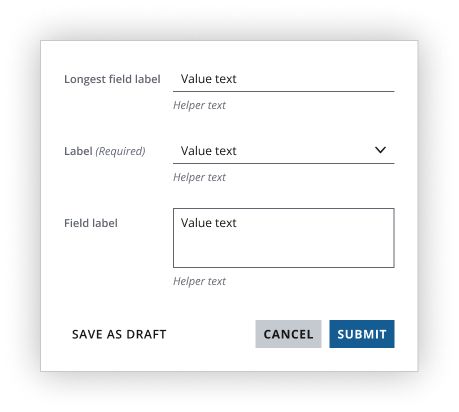 Longest field label Value text
Helper text
Label (Required) Value text
Helper text
Field label Value text
Helper text
SAVE AS DRAFT CANCEL SUBMIT